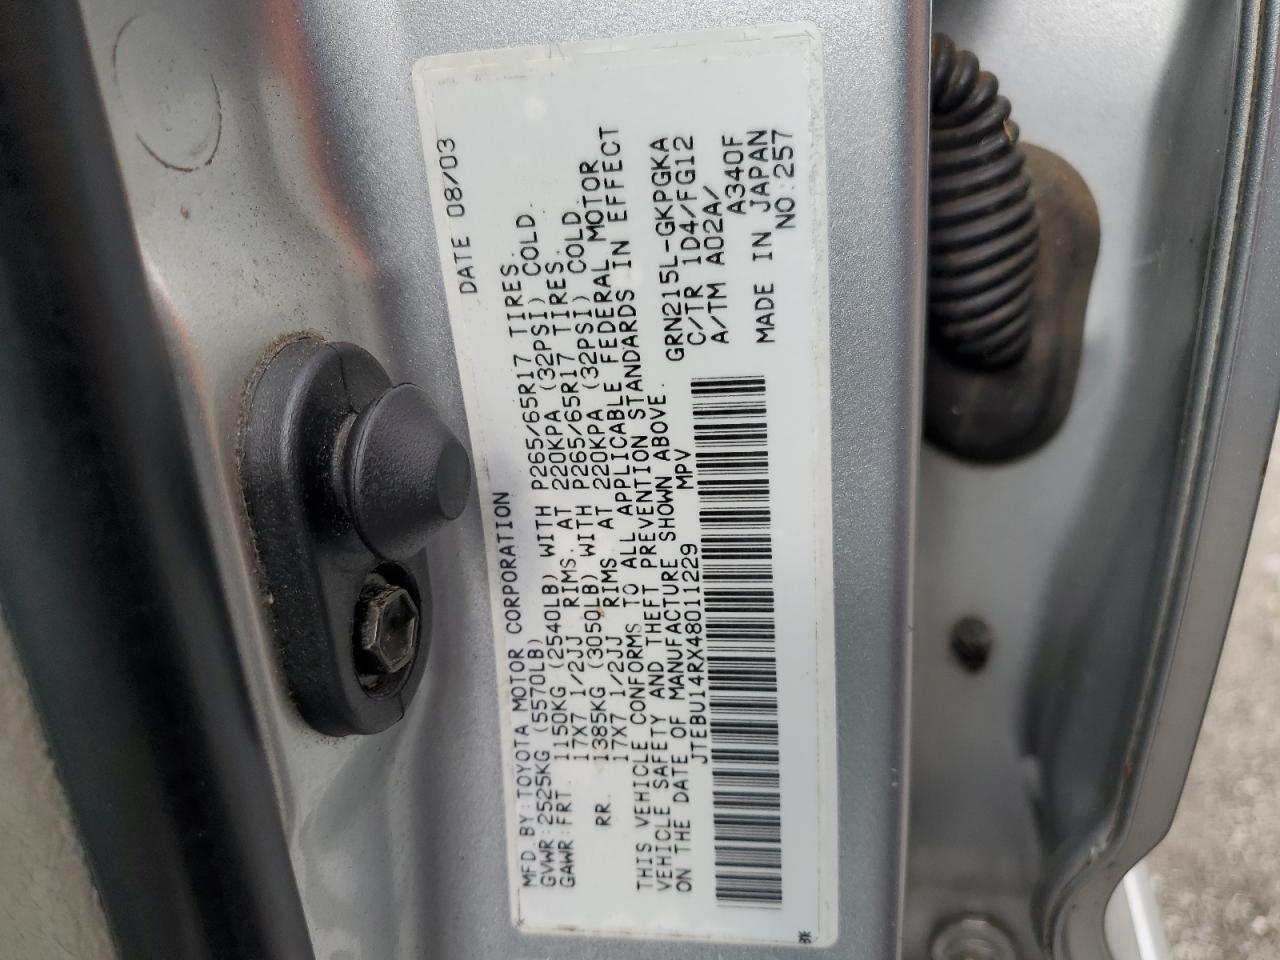 MFD. BY: TOYOTA MOTOR CORPORATION DATE 08/03
GVWR: 2525KG (5570LB)
GAWR: FRT. 1150KG (2540LB) WITH P265/65R17 TIRES.
17X7 1/2JJ RIMS. AT 220KPA (32PSI) COLD.
RR. 1385KG (3050LB) WITH P265/65R17 TIRES.
17X7 1/2JJ RIMS AT 220KPA (32PSI) COLD.
THIS VEHICLE CONFORMS TO ALL APPLICABLE FEDERAL MOTOR
VEHICLE SAFETY AND THEFT PREVENTION STANDARDS IN EFFECT
ON THE DATE OF MANUFACTURE SHOWN ABOVE.
JTEBU14RX48011229 MPV GRN215L-GKPGKA
C/TR 1D4/FG12
A/TM A02A/
A340F
MADE IN JAPAN
NO:257